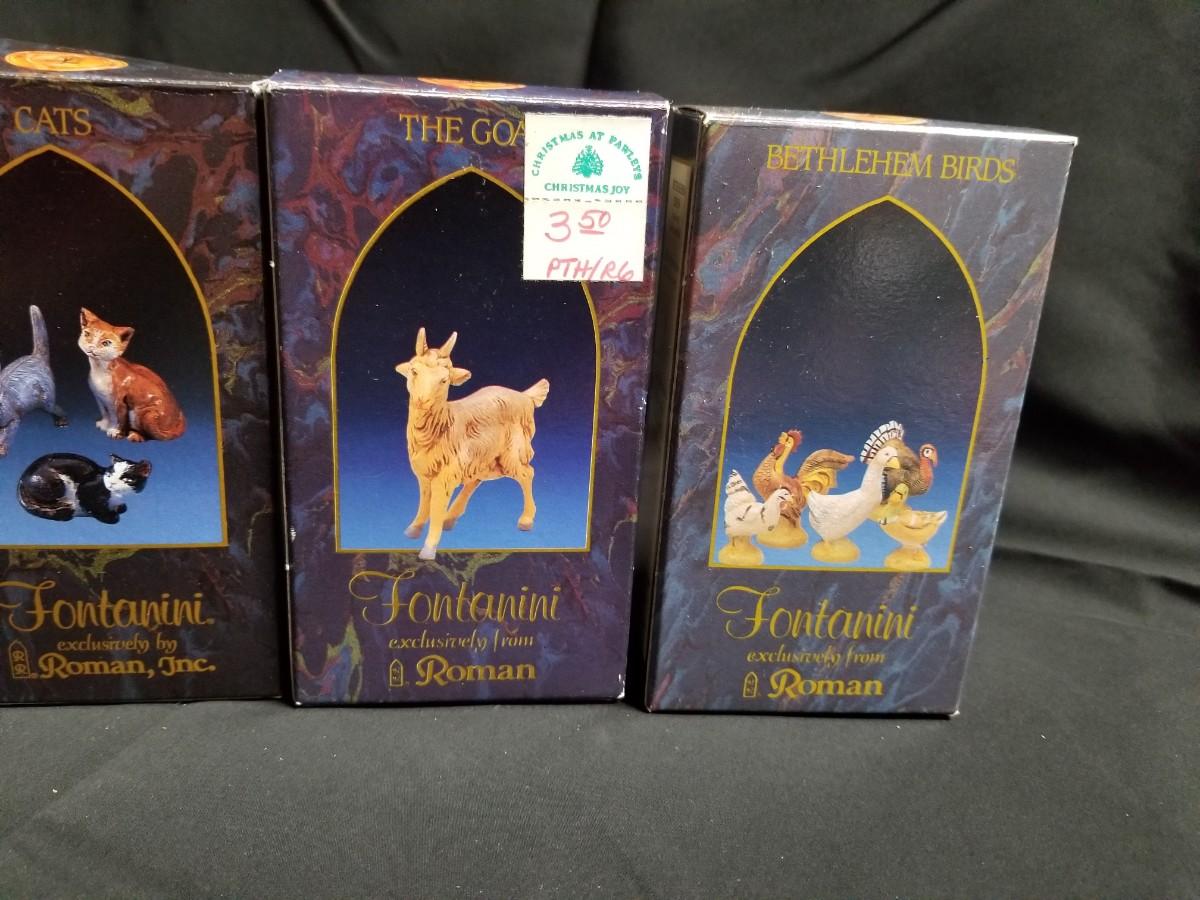 CATS
Fontanini®
exclusively by
® Roman, Inc.
THE GOA
CHRISTMAS AT PAWLEYS
CHRISTMAS JOY
3 50
PTH/R6
Fontanini
exclusively from
Roman
BETHLEHEM BIRDS
Fontanini
exclusively from
Roman